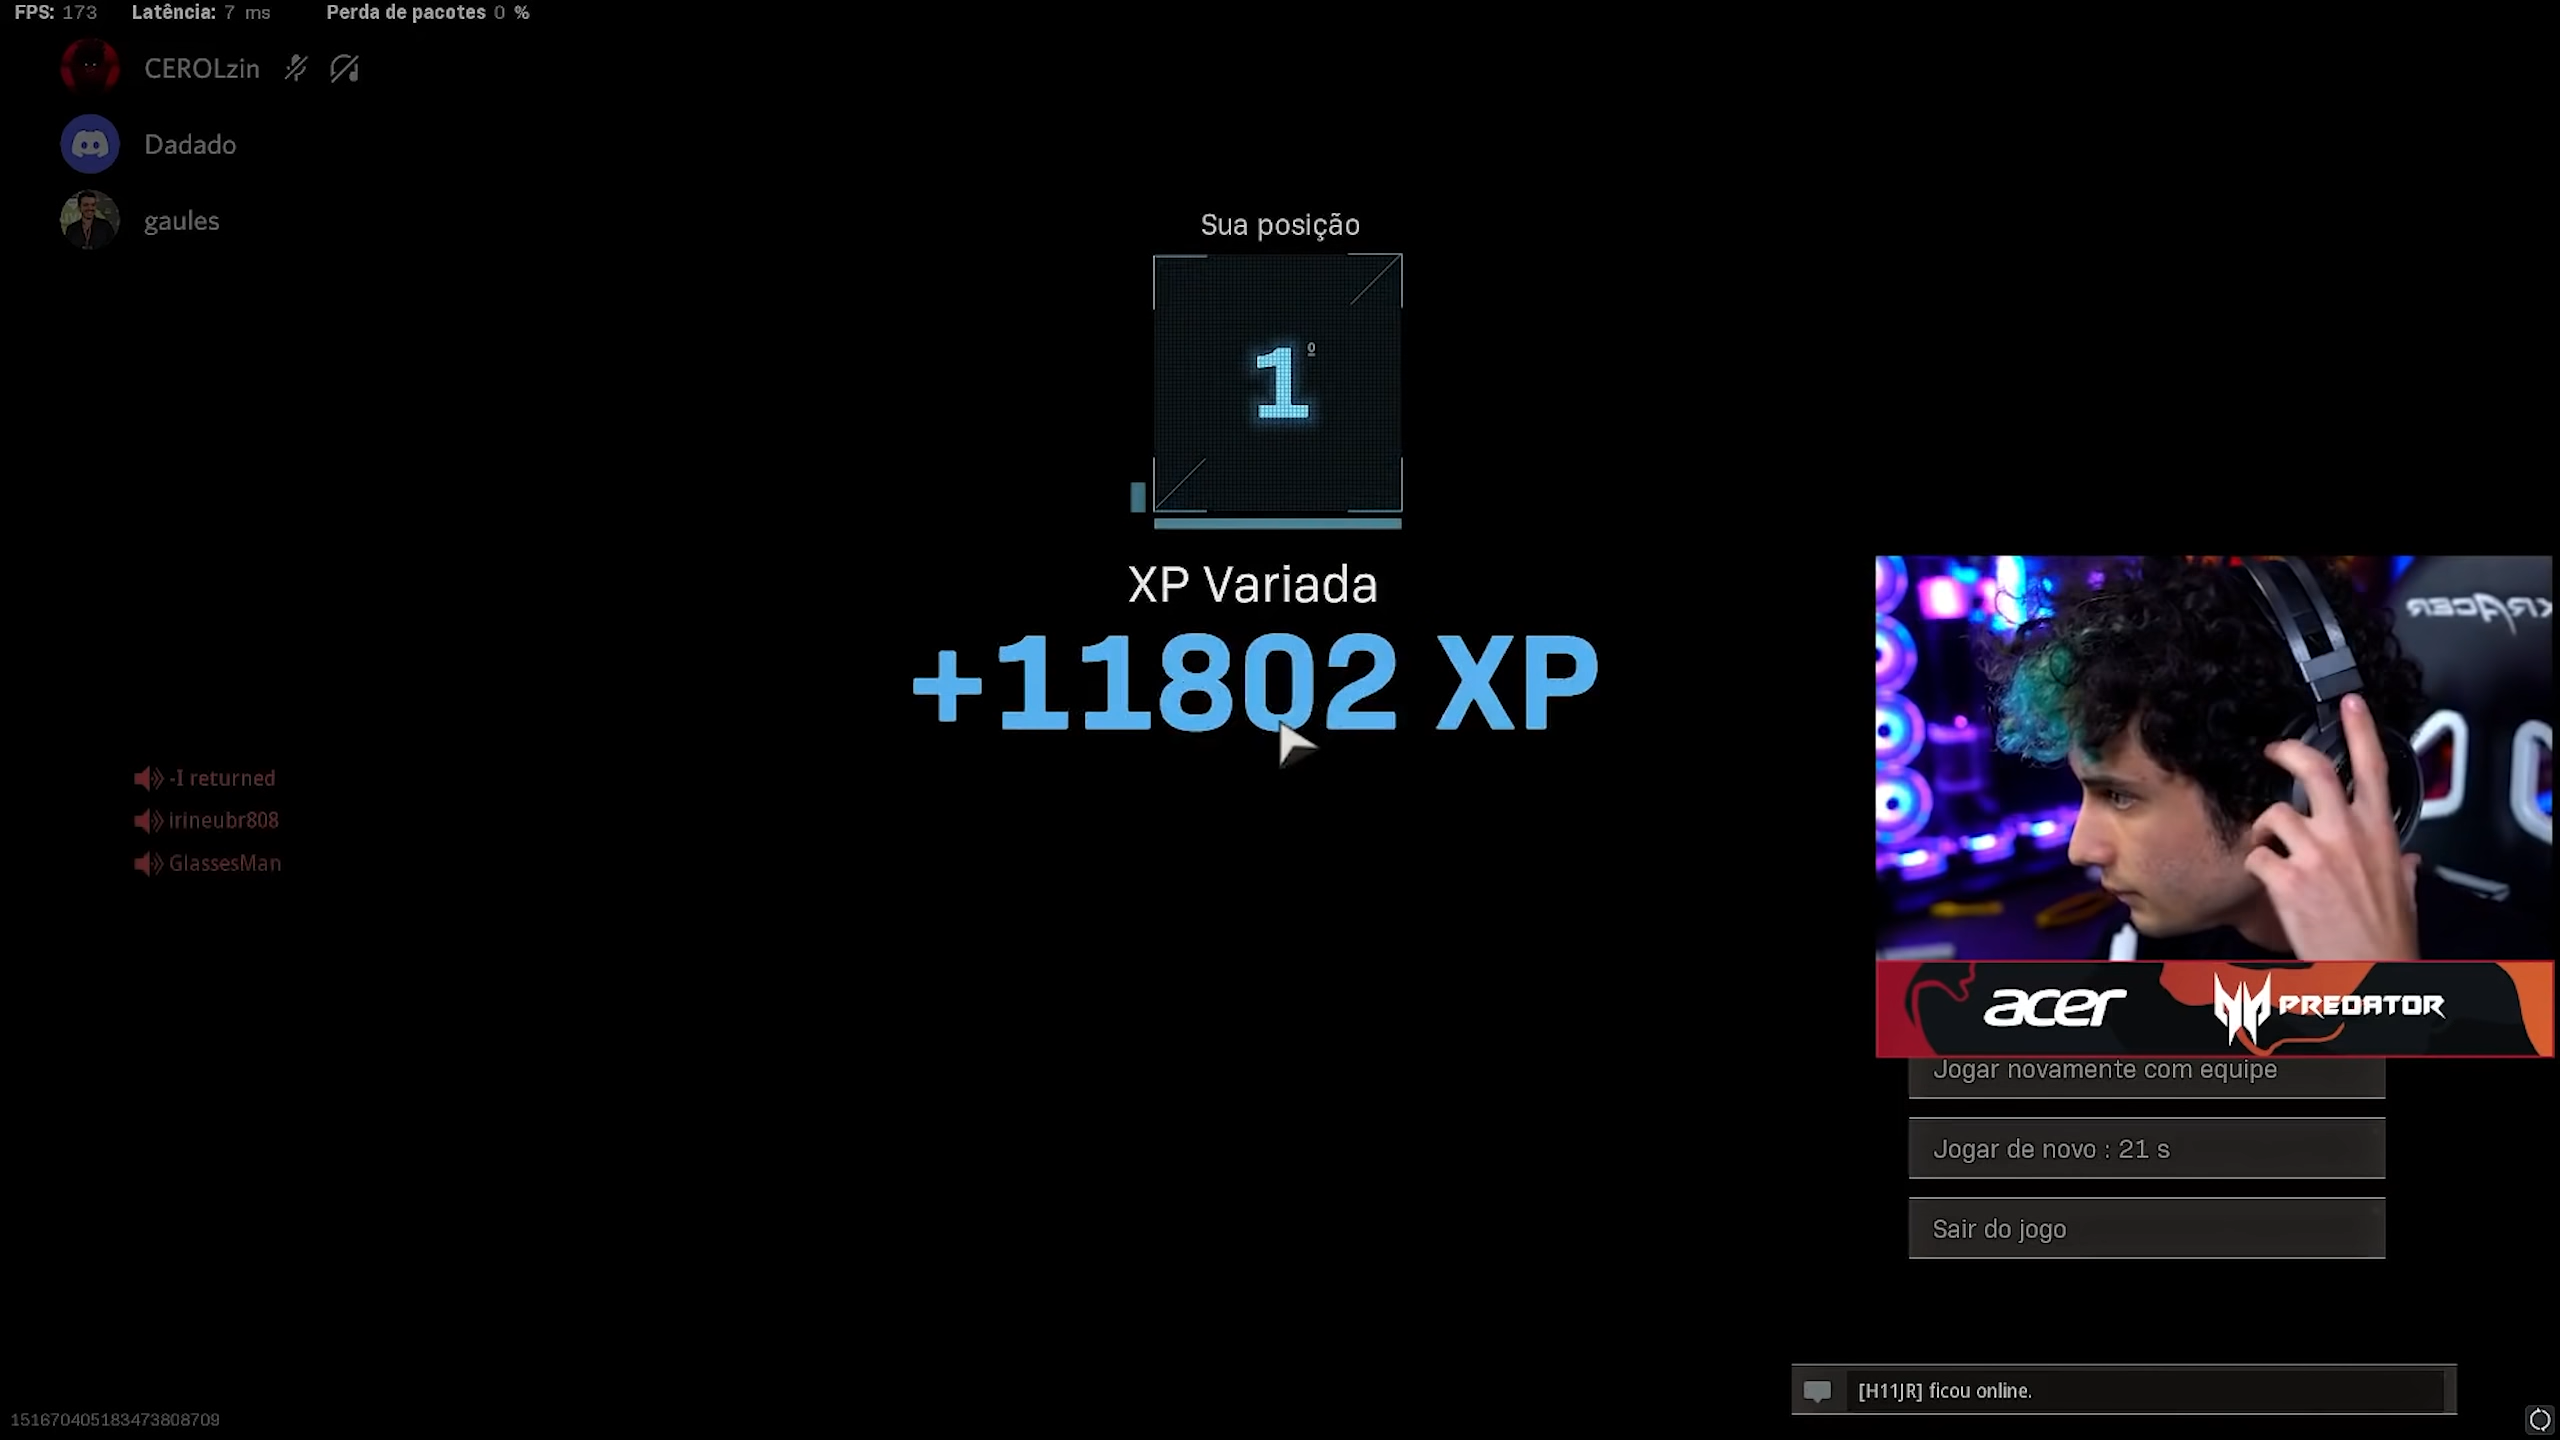 FPS: 173 Latência: 7 ms Perda de pacotes 0 %
CEROLzin
Dadado
gaules
Sua posição
1º
XP Variada
+11802 XP
-I returned
irineubr808
GlassesMan
acer PREDATOR
Jogar novamente com equipe
Jogar de novo : 21 s
Sair do jogo
[H11JR] ficou online.
151670405183473808709